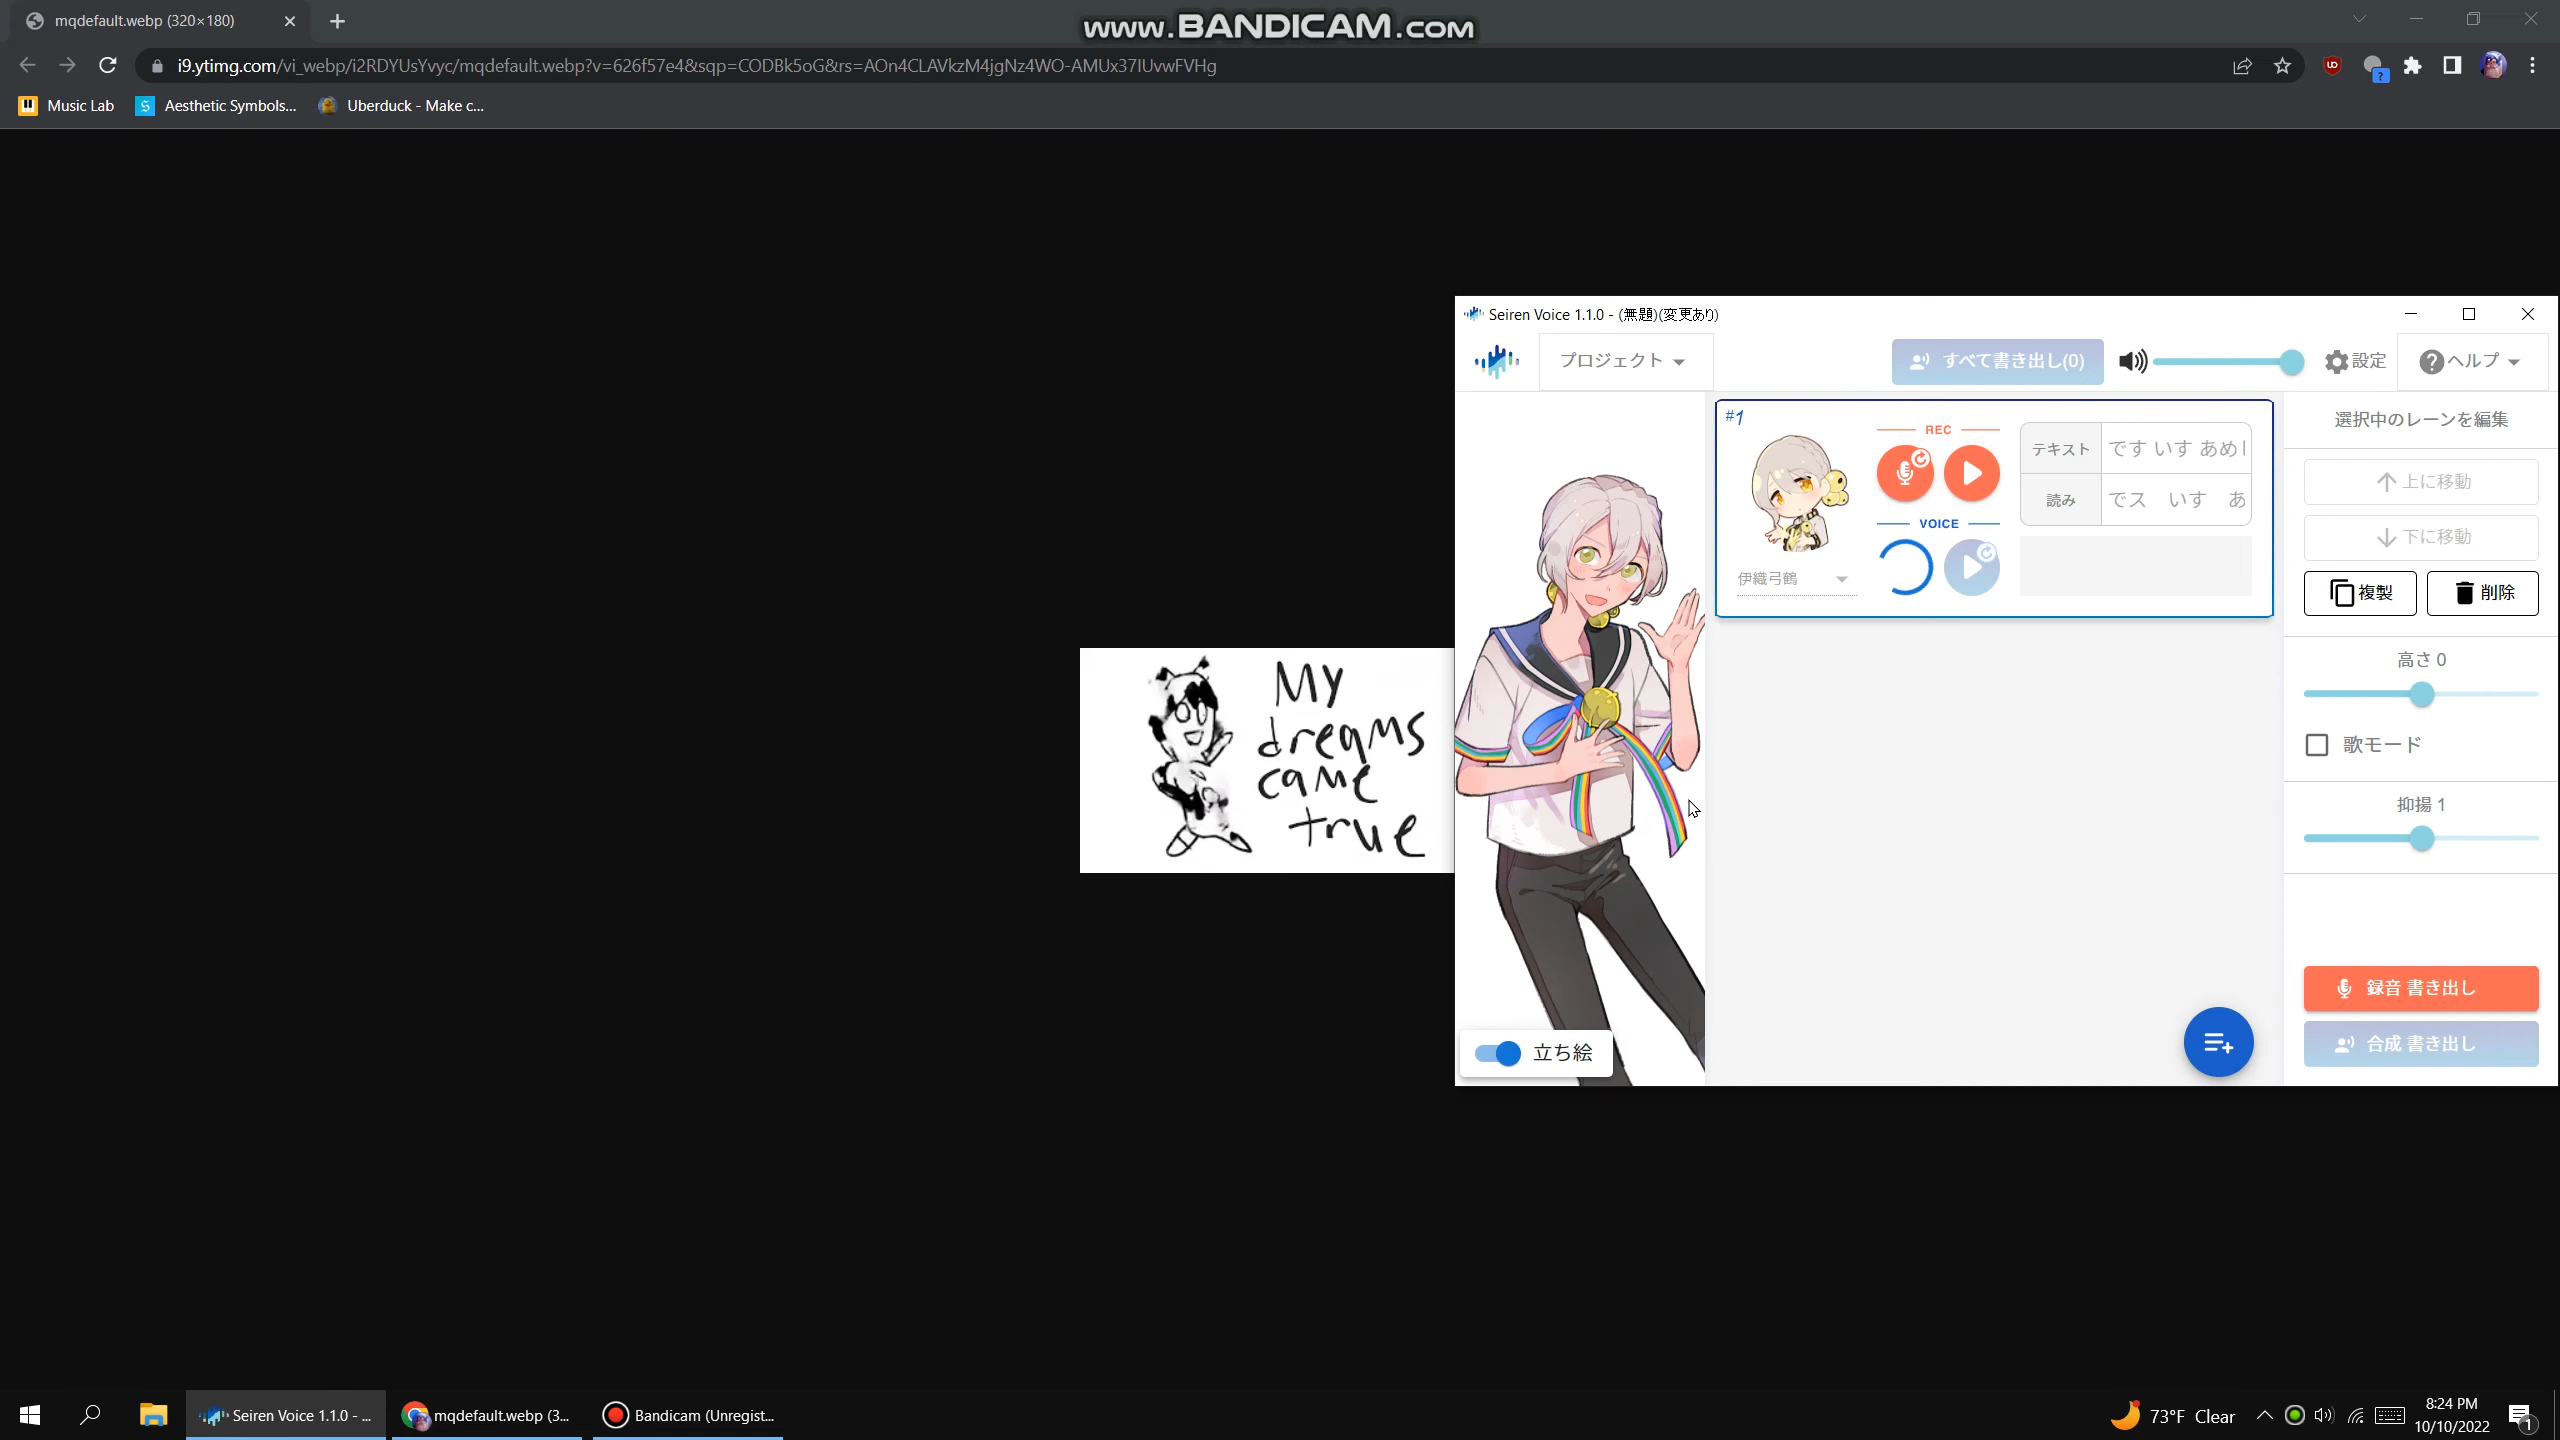 mqdefault.webp (320×180)
www.BANDICAM.com
i9.ytimg.com/vi_webp/i2RDYUsYvyc/mqdefault.webp?v=626f57e4&sqp=CODBk5oG&rs=AOn4CLAVkzM4jgNz4WO-AMUx37IUvwFVHg
Music Lab
Aesthetic Symbols...
Uberduck - Make c...
Seiren Voice 1.1.0 - (無題)(変更あり)
プロジェクト
すべて書き出し(0)
設定
ヘルプ
#1
REC
VOICE
伊織弓鶴
テキスト
です いす あめ
読み
でス いす あ
選択中のレーンを編集
上に移動
下に移動
複製
削除
高さ 0
歌モード
抑揚 1
録音 書き出し
合成 書き出し
立ち絵
My
dreams
came
true
Seiren Voice 1.1.0 - ...
mqdefault.webp (3...
Bandicam (Unregist...
73°F Clear
8:24 PM
10/10/2022
1